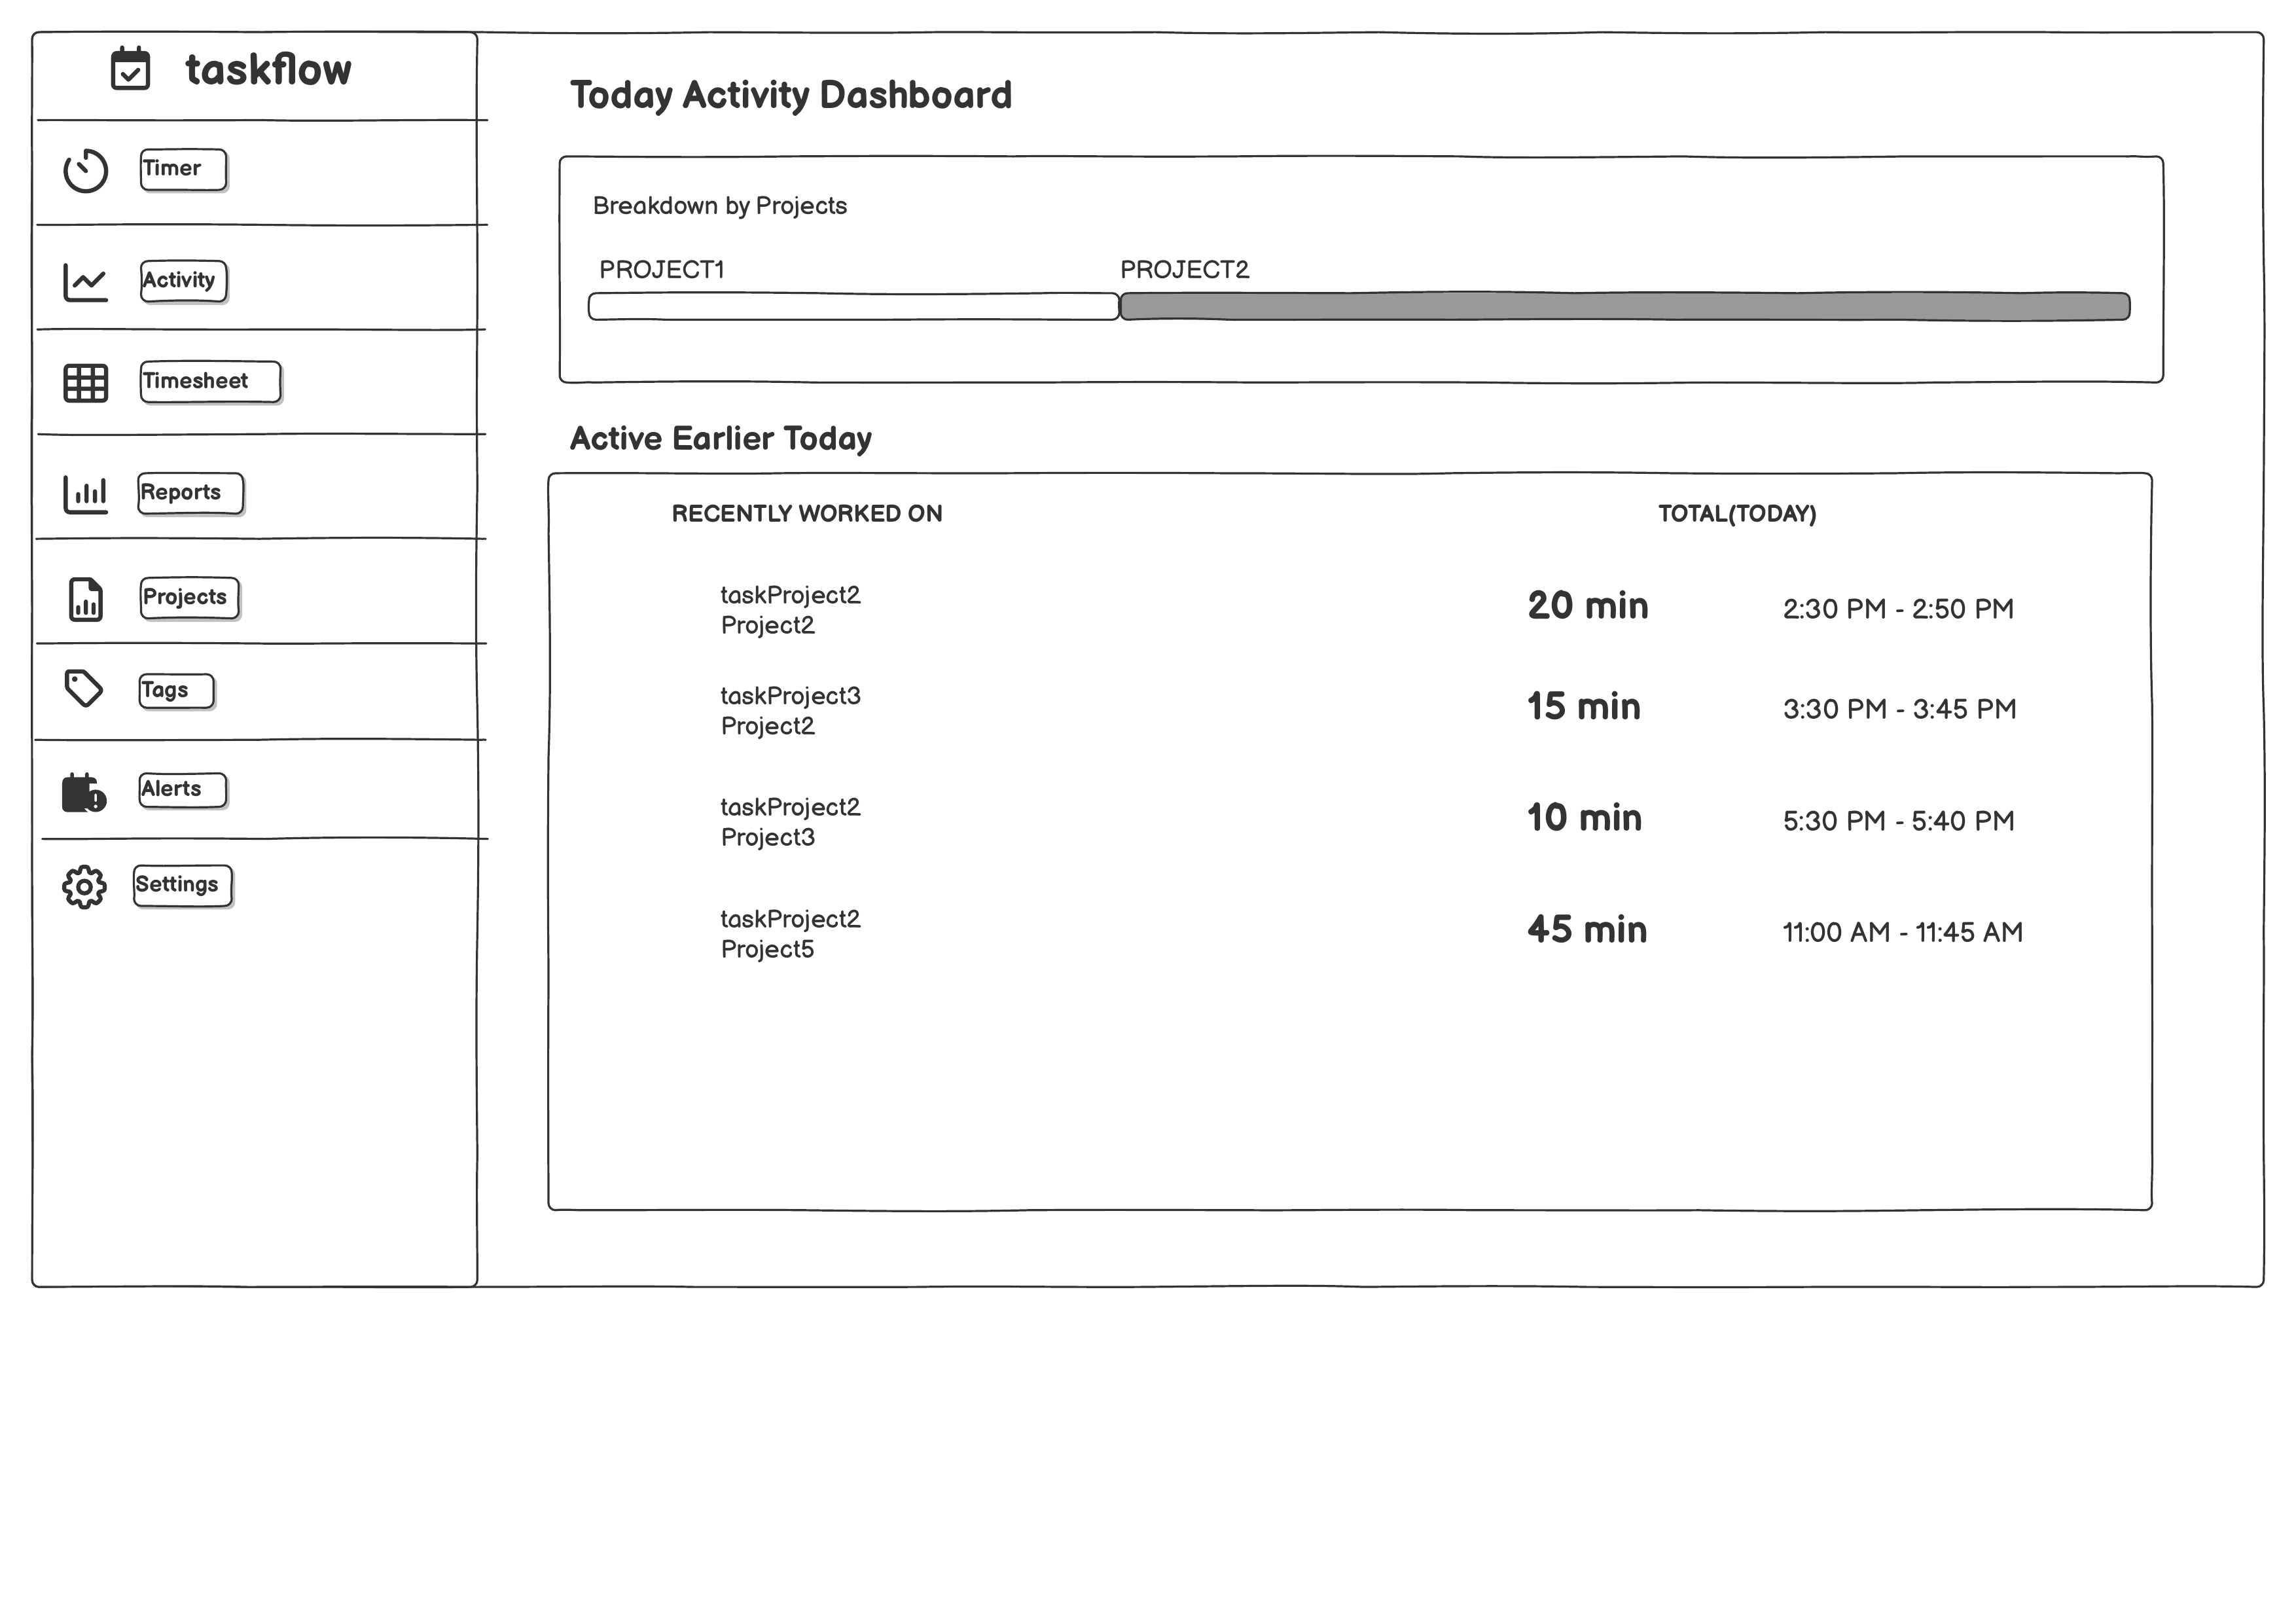 taskflow
Timer
Activity
Timesheet
Reports
Projects
Tags
Alerts
Settings
Today Activity Dashboard
Breakdown by Projects
PROJECT1 PROJECT2
Active Earlier Today
RECENTLY WORKED ON TOTAL(TODAY)
taskProject2
Project2
20 min 2:30 PM - 2:50 PM
taskProject3
Project2
15 min 3:30 PM - 3:45 PM
taskProject2
Project3
10 min 5:30 PM - 5:40 PM
taskProject2
Project5
45 min 11:00 AM - 11:45 AM